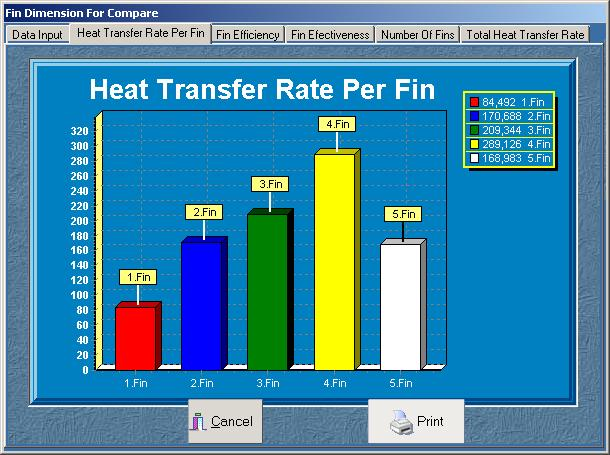 Fin Dimension For Compare
Data Input Heat Transfer Rate Per Fin Fin Efficiency Fin Efectiveness Number Of Fins Total Heat Transfer Rate
Heat Transfer Rate Per Fin
84,492 1.Fin
170,688 2.Fin
209,344 3.Fin
289,126 4.Fin
168,983 5.Fin
320
300
280
260
240
220
200
180
160
140
120
100
80
60
40
20
0
1.Fin
2.Fin
3.Fin
4.Fin
5.Fin
1.Fin 2.Fin 3.Fin 4.Fin 5.Fin
Cancel Print